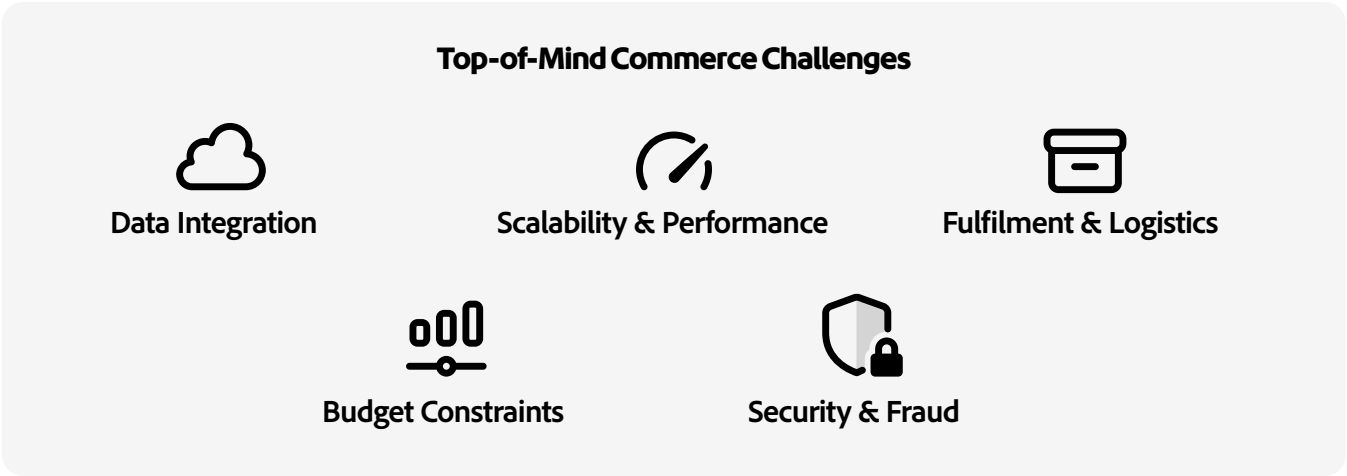 Top-of-Mind Commerce Challenges
Data Integration
Scalability & Performance
Fulfilment & Logistics
Budget Constraints
Security & Fraud